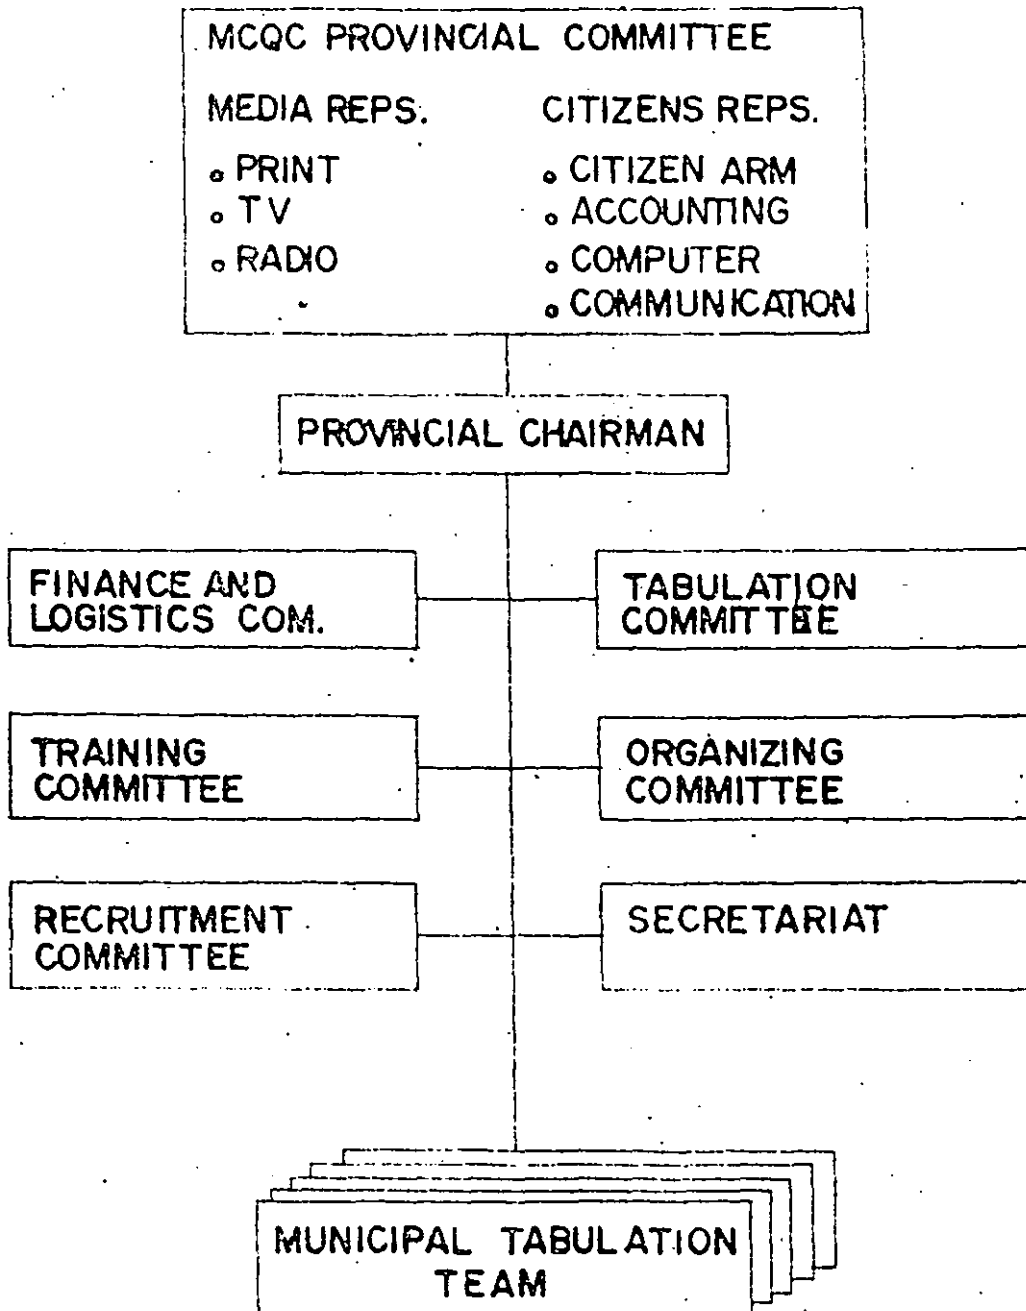 MCQC PROVINCIAL COMMITTEE
MEDIA REPS.
• PRINT
• TV
• RADIO
CITIZENS REPS.
• CITIZEN ARM
• ACCOUNTING
• COMPUTER
• COMMUNICATION
PROVINCIAL CHAIRMAN
FINANCE AND
LOGISTICS COM.
TABULATION
COMMITTEE
TRAINING
COMMITTEE
ORGANIZING
COMMITTEE
RECRUITMENT
COMMITTEE
SECRETARIAT
MUNICIPAL TABULATION
TEAM